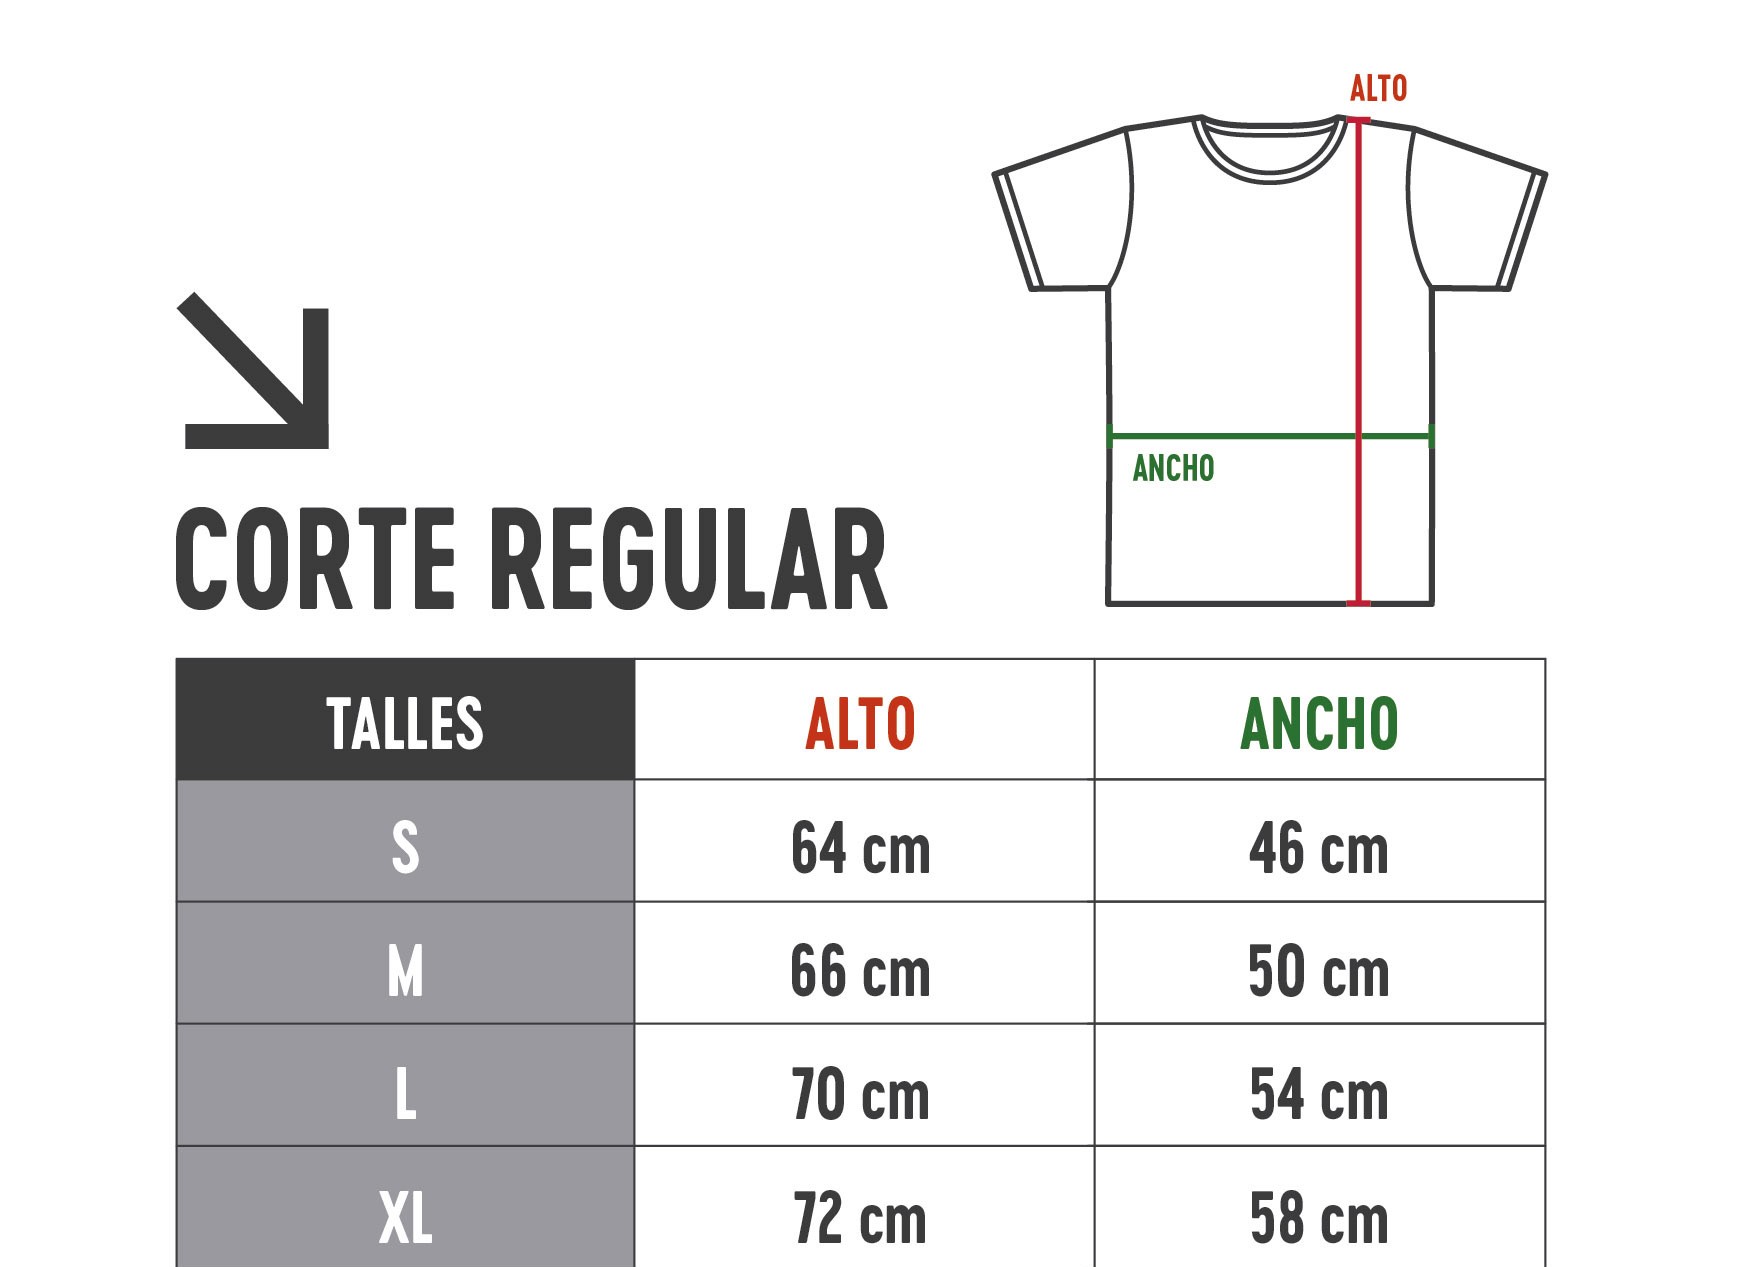 ALTO
ANCHO
CORTE REGULAR
TALLES ALTO ANCHO
S 64 cm 46 cm
M 66 cm 50 cm
L 70 cm 54 cm
XL 72 cm 58 cm